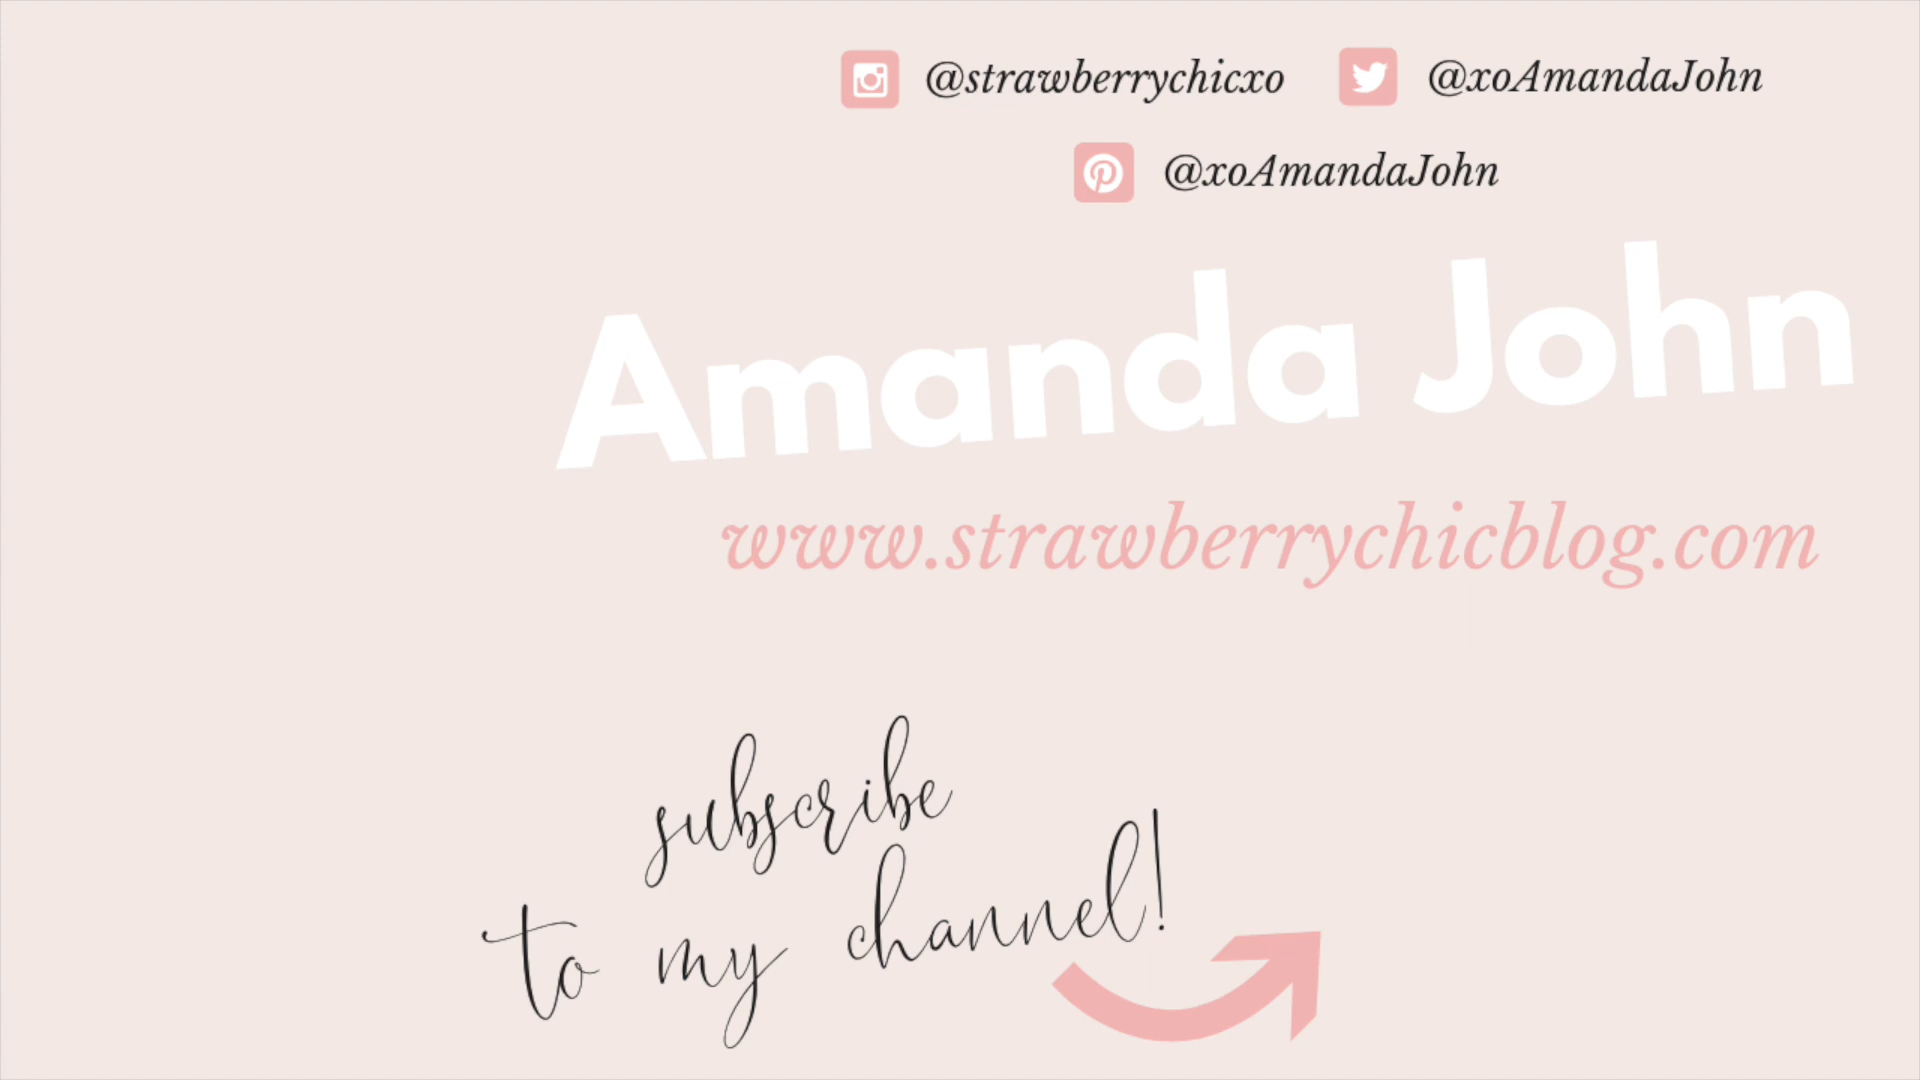 @strawberrychicxo @xoAmandaJohn
@xoAmandaJohn
Amanda John
www.strawberrychicblog.com
subscribe
to my channel!